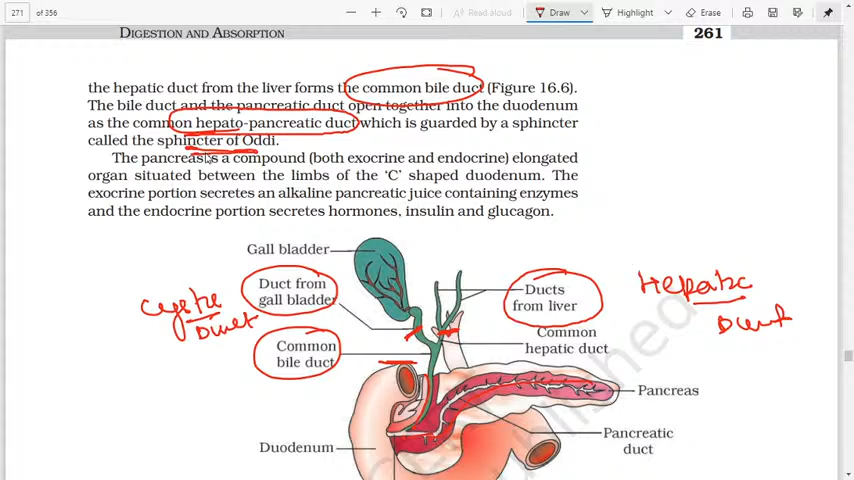 271 of 356
Read aloud
Draw
Highlight
Erase
DIGESTION AND ABSORPTION
261
the hepatic duct from the liver forms the common bile duct (Figure 16.6).
The bile duct and the pancreatic duct open together into the duodenum
as the common hepato-pancreatic duct which is guarded by a sphincter
called the sphincter of Oddi.
The pancreas is a compound (both exocrine and endocrine) elongated
organ situated between the limbs of the ‘C’ shaped duodenum. The
exocrine portion secretes an alkaline pancreatic juice containing enzymes
and the endocrine portion secretes hormones, insulin and glucagon.
Gall bladder
Duct from
gall bladder
Cystic
Duct
Common
bile duct
Ducts
from liver
Hepatic
Duct
Common
hepatic duct
Pancreas
Pancreatic
duct
Duodenum